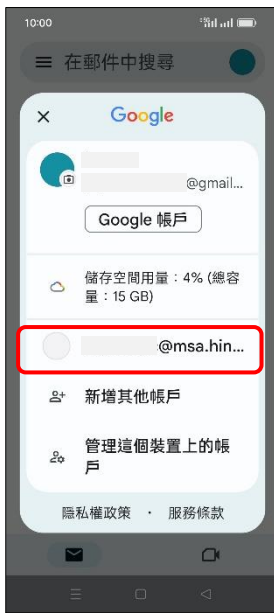 10:00
在郵件中搜尋
Google
@gmail...
Google 帳戶
儲存空間用量：4% (總容
量：15 GB)
@msa.hin...
新增其他帳戶
管理這個裝置上的帳
戶
隱私權政策 · 服務條款